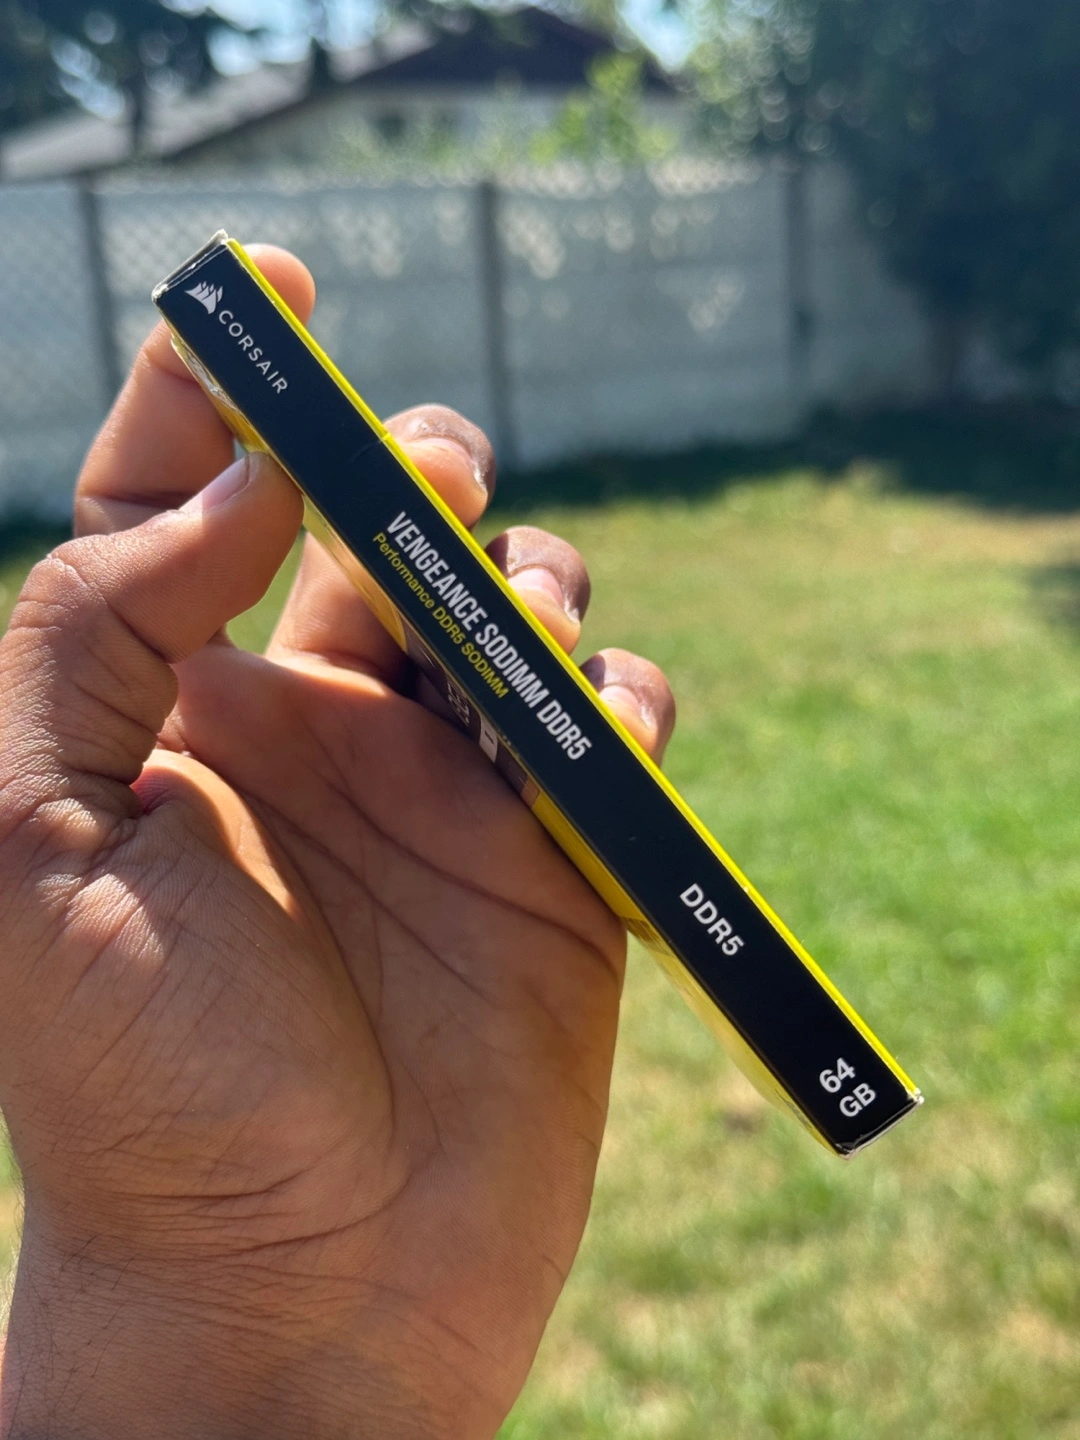 CORSAIR
VENGEANCE SODIMM DDR5
Performance DDR5 SODIMM
DDR5
64
GB